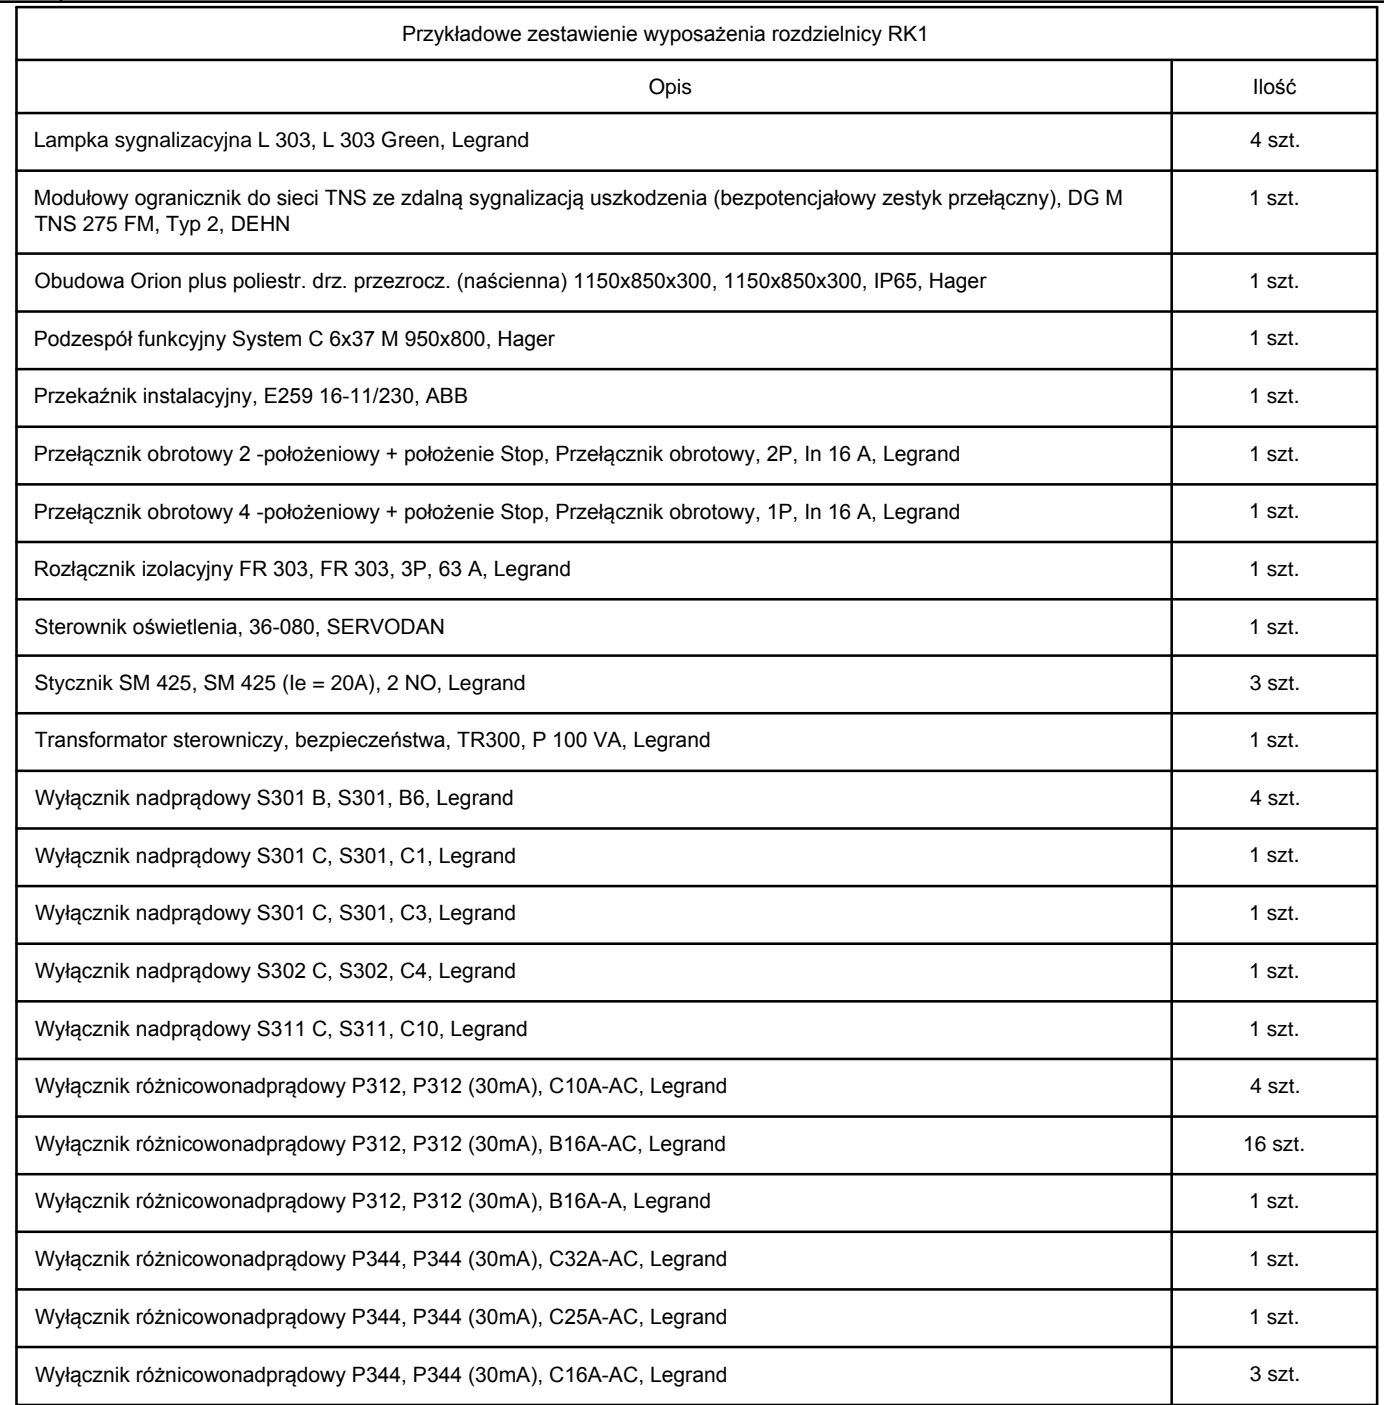 Przykładowe zestawienie wyposażenia rozdzielnicy RK1
Opis Ilość
Lampka sygnalizacyjna L 303, L 303 Green, Legrand 4 szt.
Modułowy ogranicznik do sieci TNS ze zdalną sygnalizacją uszkodzenia (bezpotencjałowy zestyk przełączny), DG M 1 szt.
TNS 275 FM, Typ 2, DEHN
Obudowa Orion plus poliestr. drz. przezrocz. (naścienna) 1150x850x300, 1150x850x300, IP65, Hager 1 szt.
Podzespół funkcyjny System C 6x37 M 950x800, Hager 1 szt.
Przekaźnik instalacyjny, E259 16-11/230, ABB 1 szt.
Przełącznik obrotowy 2 -położeniowy + położenie Stop, Przełącznik obrotowy, 2P, In 16 A, Legrand 1 szt.
Przełącznik obrotowy 4 -położeniowy + położenie Stop, Przełącznik obrotowy, 1P, In 16 A, Legrand 1 szt.
Rozłącznik izolacyjny FR 303, FR 303, 3P, 63 A, Legrand 1 szt.
Sterownik oświetlenia, 36-080, SERVODAN 1 szt.
Stycznik SM 425, SM 425 (Ie = 20A), 2 NO, Legrand 3 szt.
Transformator sterowniczy, bezpieczeństwa, TR300, P 100 VA, Legrand 1 szt.
Wyłącznik nadprądowy S301 B, S301, B6, Legrand 4 szt.
Wyłącznik nadprądowy S301 C, S301, C1, Legrand 1 szt.
Wyłącznik nadprądowy S301 C, S301, C3, Legrand 1 szt.
Wyłącznik nadprądowy S302 C, S302, C4, Legrand 1 szt.
Wyłącznik nadprądowy S311 C, S311, C10, Legrand 1 szt.
Wyłącznik różnicowonadprądowy P312, P312 (30mA), C10A-AC, Legrand 4 szt.
Wyłącznik różnicowonadprądowy P312, P312 (30mA), B16A-AC, Legrand 16 szt.
Wyłącznik różnicowonadprądowy P312, P312 (30mA), B16A-A, Legrand 1 szt.
Wyłącznik różnicowonadprądowy P344, P344 (30mA), C32A-AC, Legrand 1 szt.
Wyłącznik różnicowonadprądowy P344, P344 (30mA), C25A-AC, Legrand 1 szt.
Wyłącznik różnicowonadprądowy P344, P344 (30mA), C16A-AC, Legrand 3 szt.